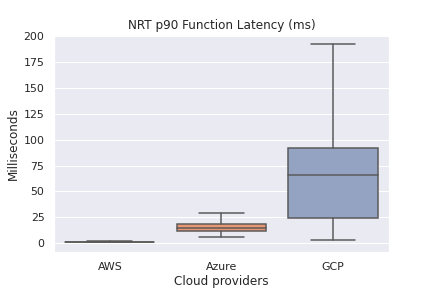 NRT p90 Function Latency (ms)
200
175
150
125
100
75
50
25
0
Milliseconds
AWS
Azure
GCP
Cloud providers